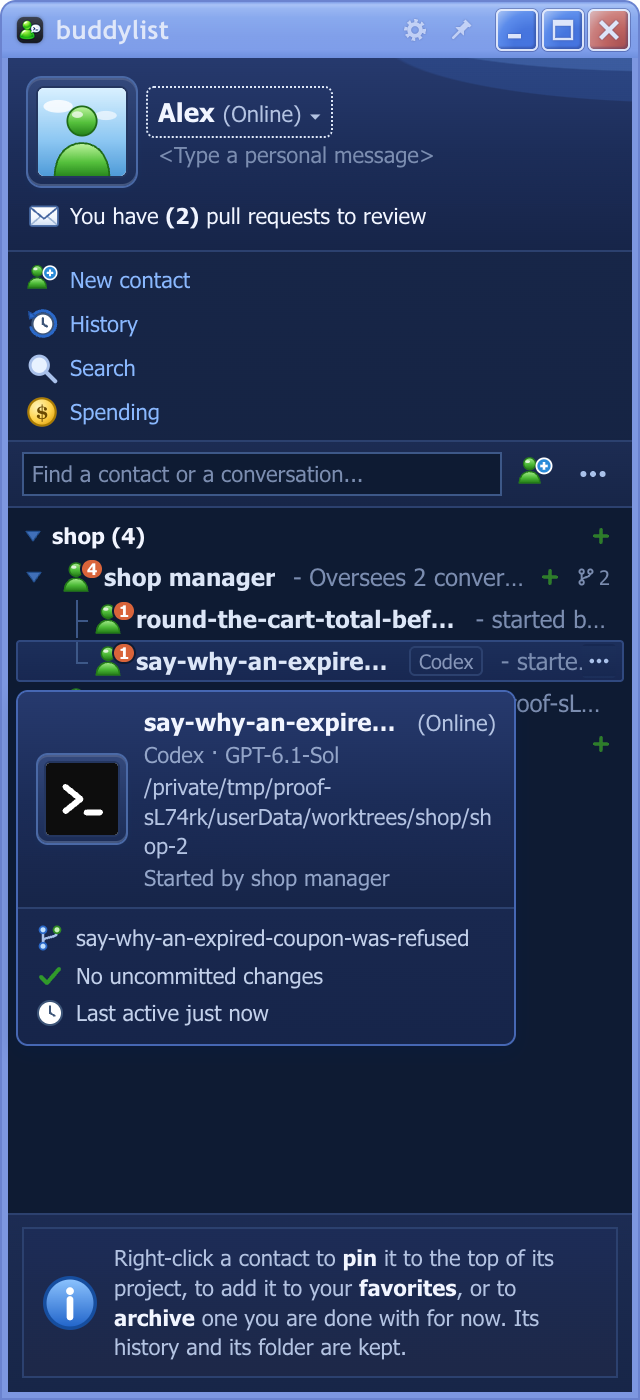 buddylist
Alex (Online)
<Type a personal message>
You have (2) pull requests to review
New contact
History
Search
$
Spending
Find a contact or a conversation...
shop (4)
4
shop manager - Oversees 2 conver... 2
1
round-the-cart-total-bef... - started b...
1
say-why-an-expire... Codex - starte. ...
oof-sL...
say-why-an-expire... (Online)
Codex · GPT-6.1-Sol
/private/tmp/proof-
sL74rk/userData/worktrees/shop/sh
op-2
Started by shop manager
say-why-an-expired-coupon-was-refused
No uncommitted changes
Last active just now
Right-click a contact to pin it to the top of its
project, to add it to your favorites, or to
archive one you are done with for now. Its
history and its folder are kept.